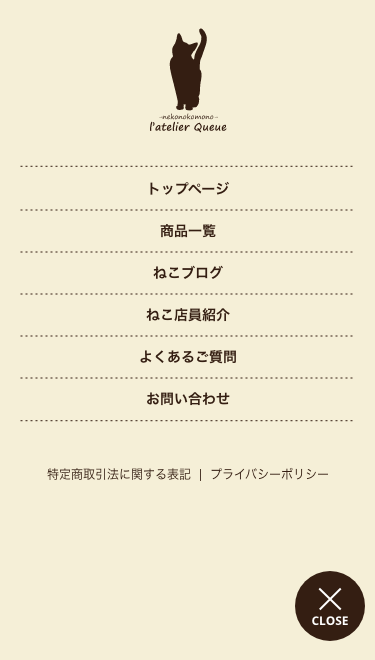 -nekonokomono-
l'atelier Queue
トップページ
商品一覧
ねこブログ
ねこ店員紹介
よくあるご質問
お問い合わせ
特定商取引法に関する表記 | プライバシーポリシー
CLOSE